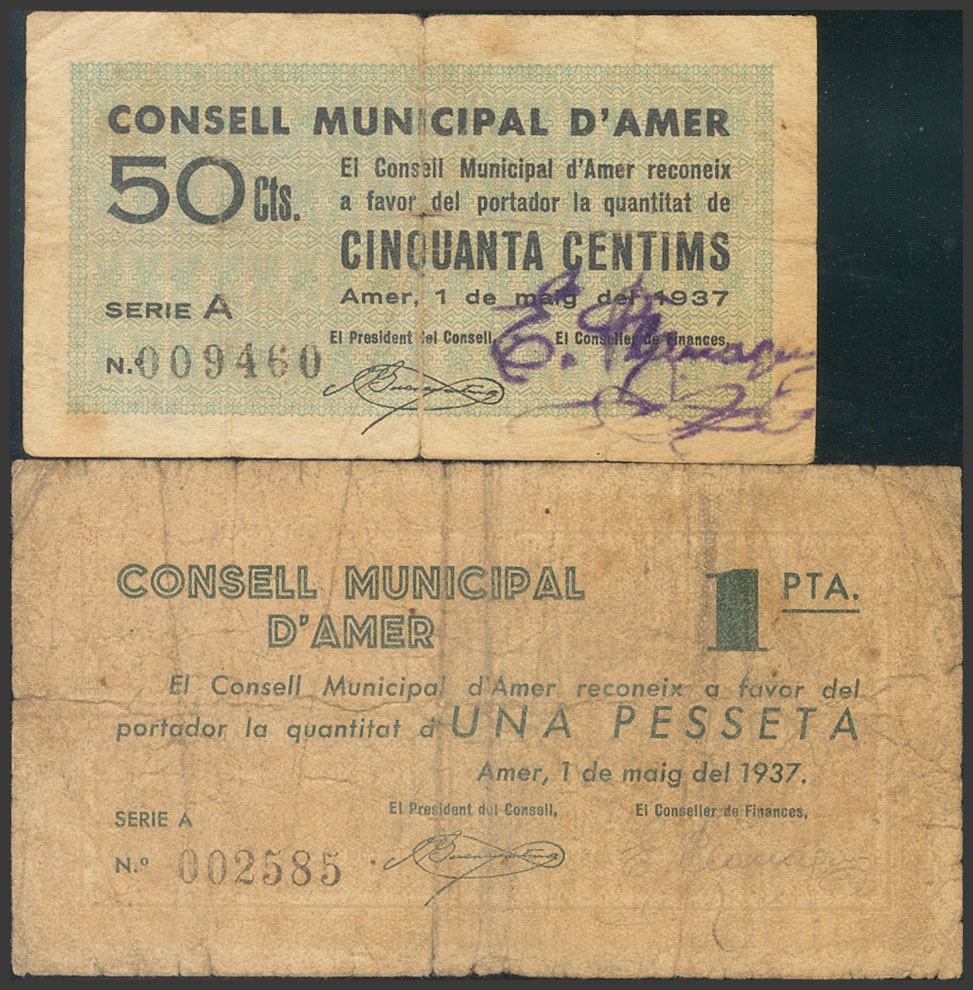 CONSELL MUNICIPAL D'AMER
50 Cts.
El Consell Municipal d'Amer reconeix
a favor del portador la quantitat de
CINQUANTA CENTIMS
Amer, 1 de maig del 1937
SERIE A
El President del Consell,
El Conseller de Finances,
N.º 009460
CONSELL MUNICIPAL
D'AMER
1 PTA.
El Consell Municipal d'Amer reconeix a favor del
portador la quantitat d UNA PESSETA
Amer, 1 de maig del 1937.
El President del Consell,
El Conseller de Finances,
SERIE A
N.º 002585